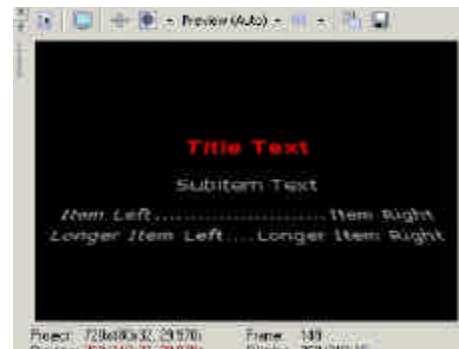 Preview (Auto)
Title Text
Subitem Text
Item Left.......................Item Right
Longer Item Left....Longer Item Right
Project: 720x480x32, 29.970i Frame: 148